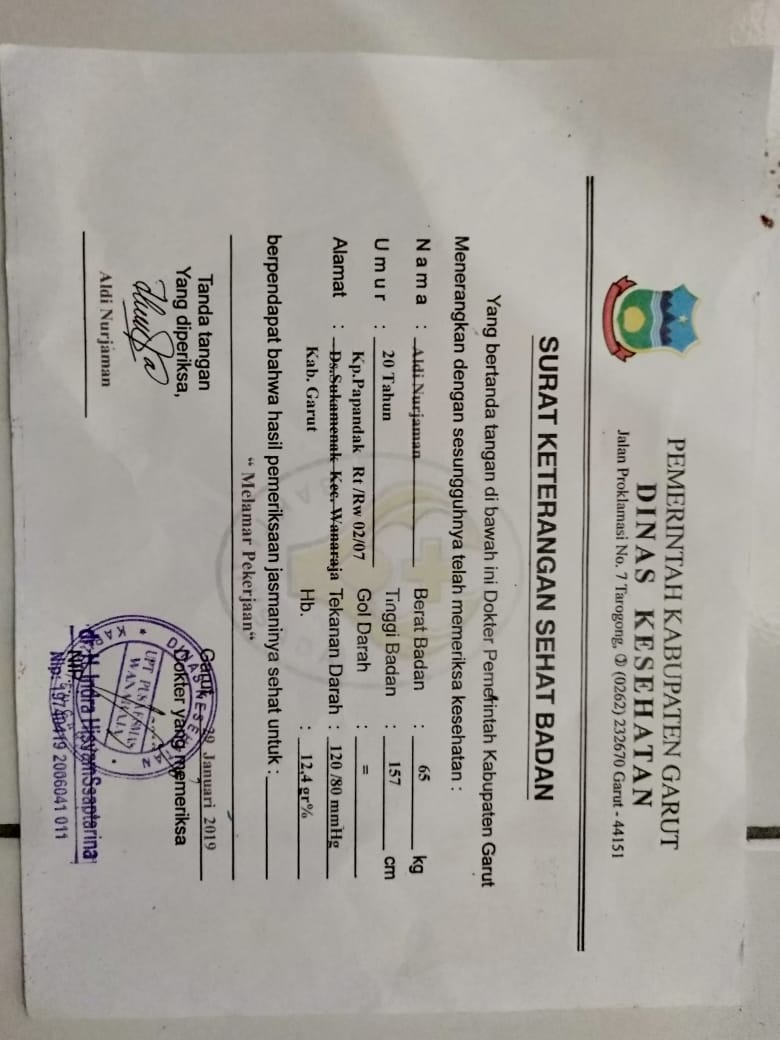 PEMERINTAH KABUPATEN GARUT
DINAS KESEHATAN
Jalan Proklamasi No. 7 Tarogong, ✆ (0262) 232670 Garut - 44151
SURAT KETERANGAN SEHAT BADAN
Yang bertanda tangan di bawah ini Dokter Pemerintah Kabupaten Garut
Menerangkan dengan sesungguhnya telah memeriksa kesehatan :
N a m a : Aldi Nurjaman Berat Badan : 65 kg
U m u r : 20 Tahun Tinggi Badan : 157 cm
Kp.Papandak Rt /Rw 02/07 Gol Darah : =
Alamat : Ds.Sukamenak Kec. Wanaraja Tekanan Darah : 120 /80 mmHg
Kab. Garut Hb. : 12,4 gr%
berpendapat bahwa hasil pemeriksaan jasmaninya sehat untuk :
“ Melamar Pekerjaan“
Garut, Januari 2019
Tanda tangan Dokter yang memeriksa
Yang diperiksa,
DINAS KESEHATAN
UPT PUSKESMAS
WANARAJA
Aldi Nurjaman
dr. H. Indra
NIP.
Nip. 19740419 2006041 011